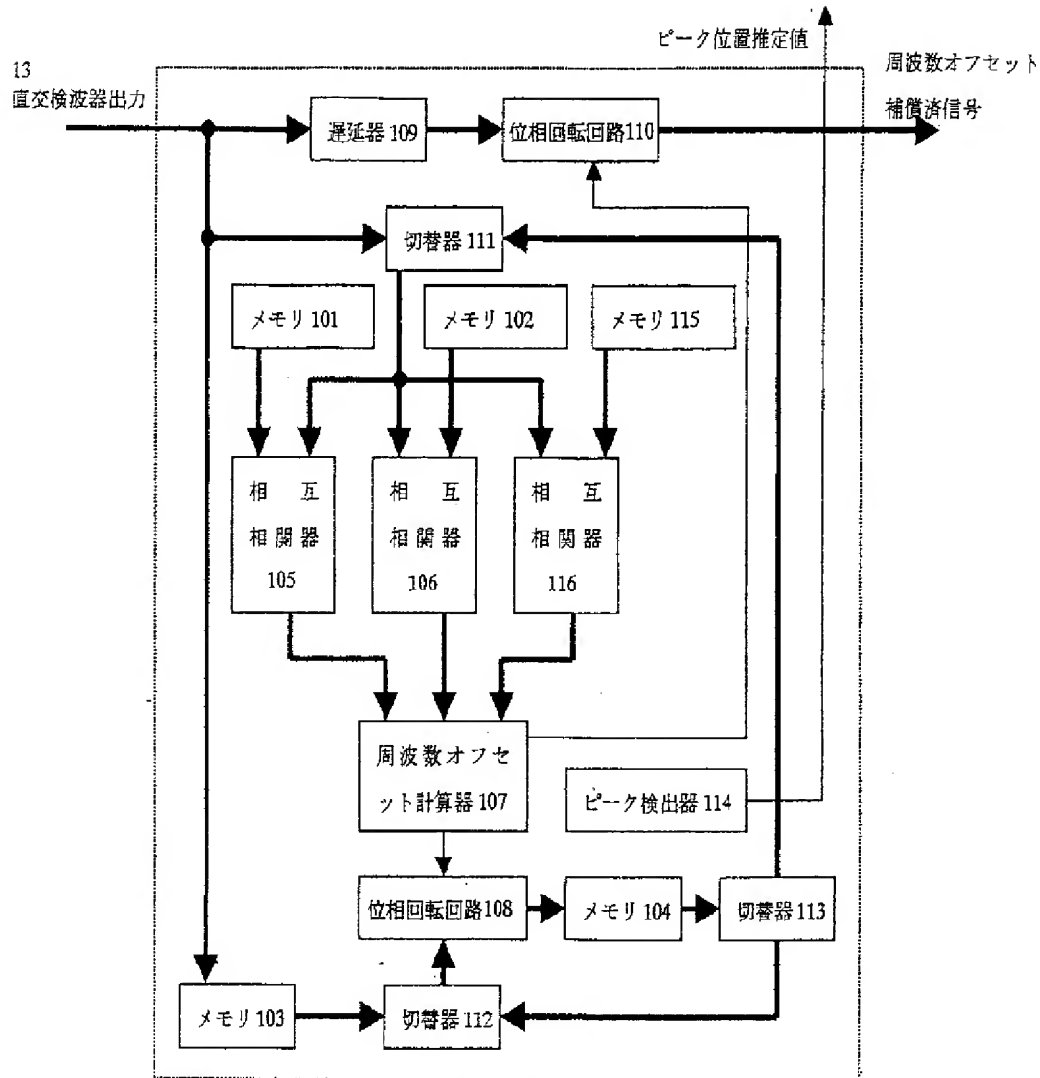 ピーク位置推定値
13
直交検波器出力
周波数オフセット
補償済信号
遅延器 109
位相回転回路 110
切替器 111
メモリ 101
メモリ 102
メモリ 115
相互
相関器
105
相互
相関器
106
相互
相関器
116
周波数オフセ
ット計算器 107
ピーク検出器 114
位相回転回路 108
メモリ 104
切替器 113
メモリ 103
切替器 112